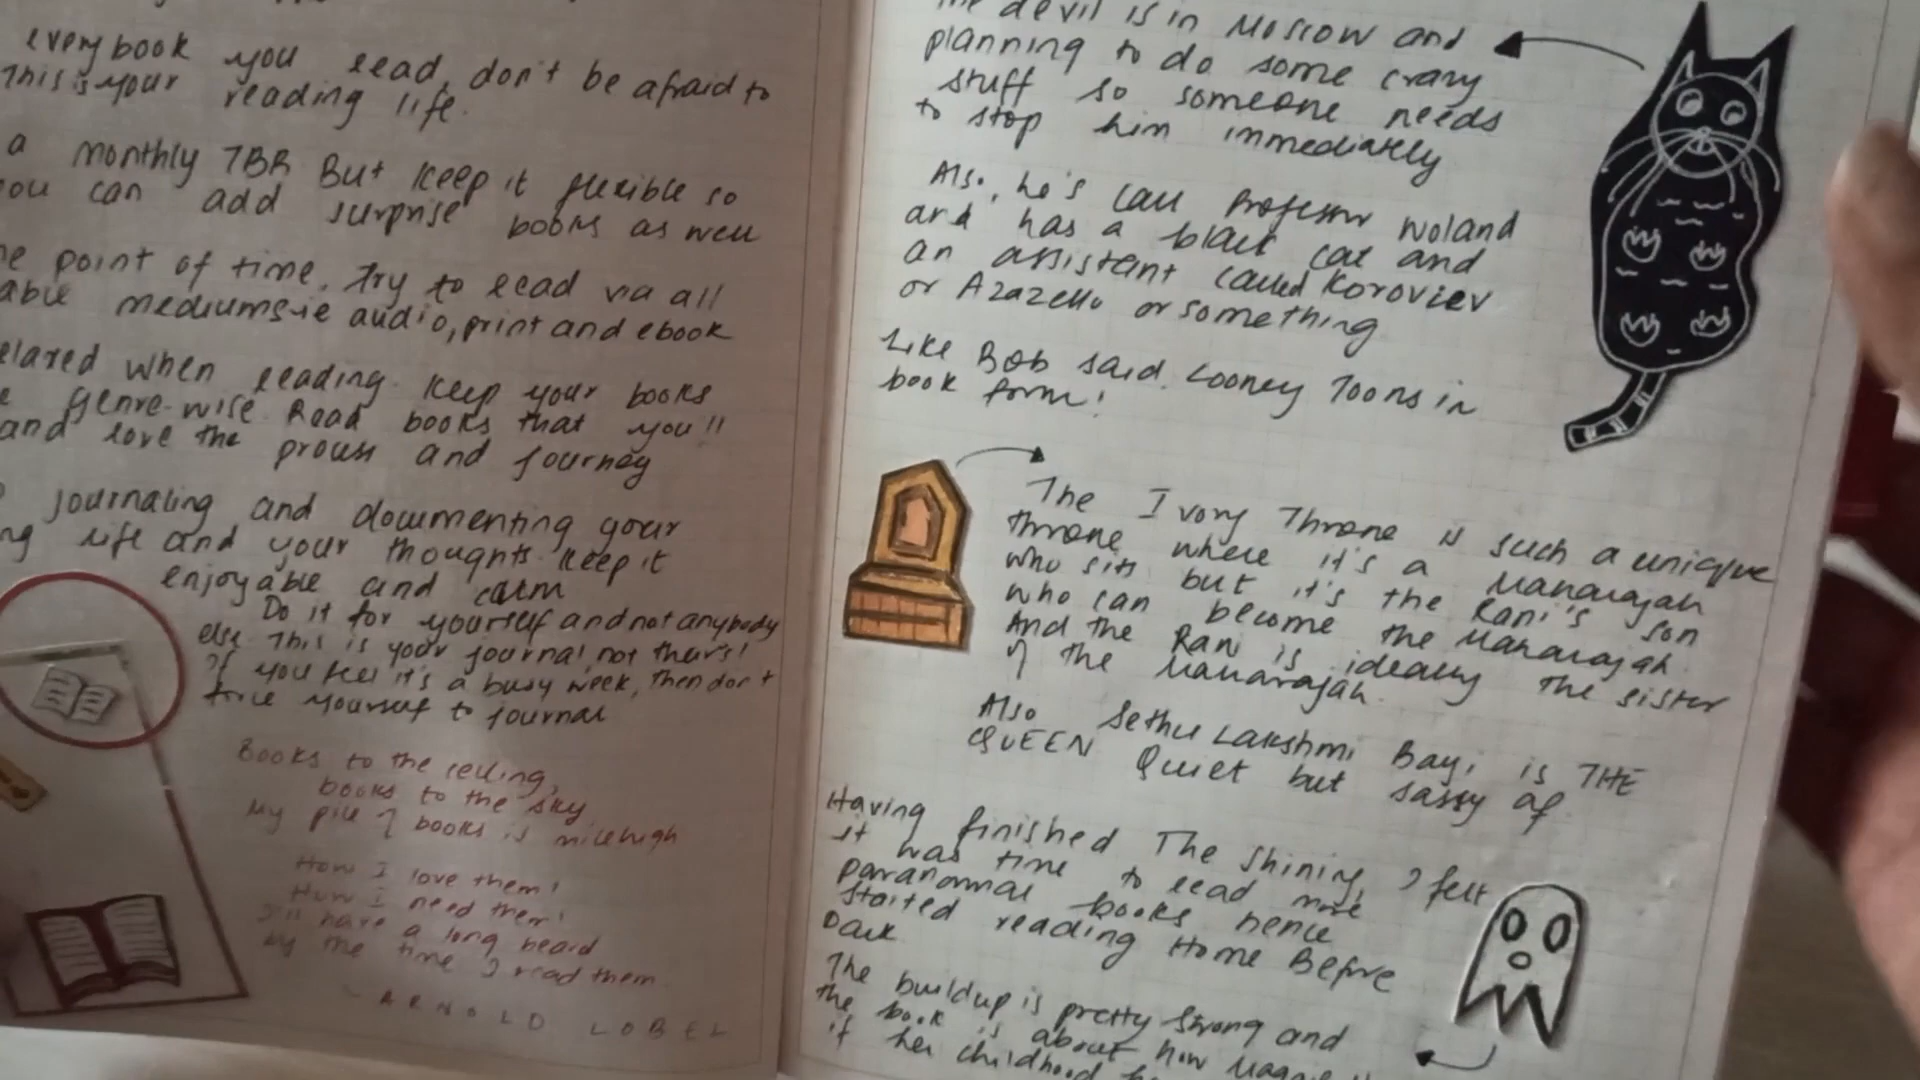 every book you read, don't be afraid to
This is your reading life.
a monthly TBR But keep it flexible so
you can add surprise books as well
point of time. Try to read via all
mediums ie audio, print and ebook
when reading. Keep your books
genre-wise. Read books that you!!
and love the process and journey
journaling and documenting your
life and your thoughts. Keep it
enjoyable and calm
Do it for yourself and not anybody
else. This is your journal, not theirs!
If you feel it's a busy week, then don't
force yourself to journal
Books to the ceiling,
books to the sky
My pile of books is mile high
How I love them!
How I need them!
I'll have a long beard
by the time I read them
- ARNOLD LOBEL
The devil is in Moscow and
planning to do some crazy
stuff so someone needs
to stop him immediately
Also, he's call Professor Woland
and has a black cat and
an assistant called Koroviev
or Azazello or something
Like Bob said, Looney Toons in
book form!
The Ivory Throne is such a unique
throne where it's a Maharajah
who sits but it's the Rani's son
who can become the Maharajah.
And the Rani is ideally the sister
of the Maharajah.
Also Sethu Lakshmi Bayi is THE
QUEEN Quiet but sassy af
Having finished The Shining, I felt
it was time to read more
paranormal books hence
started reading Home Before
Dark
The buildup is pretty strong and
the book is about how
if her childhood